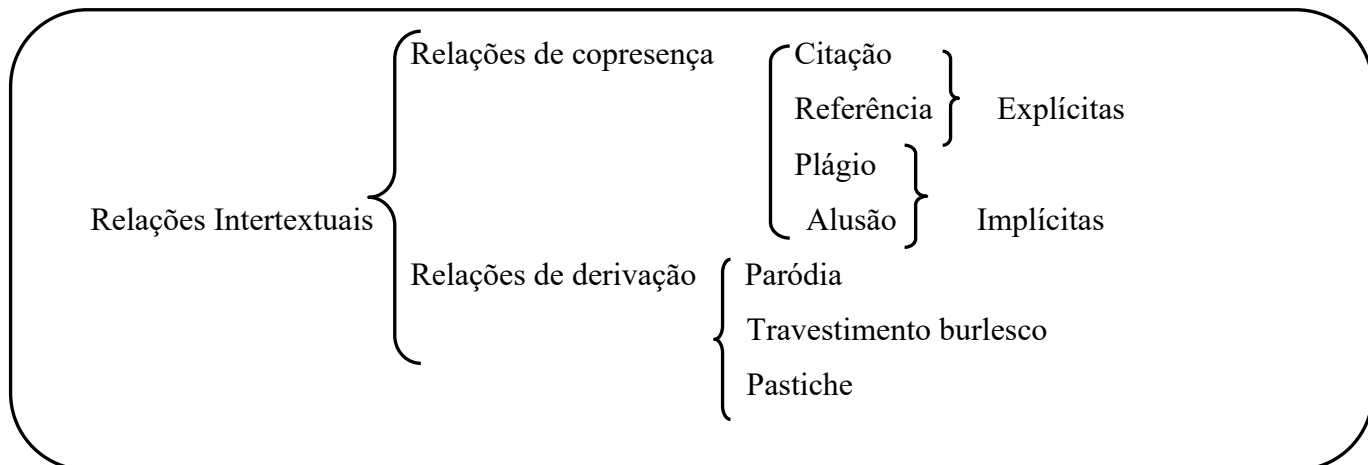 Relações de copresença Citação
Referência Explícitas
Plágio
Relações Intertextuais Alusão Implícitas
Relações de derivação Paródia
Travestimento burlesco
Pastiche